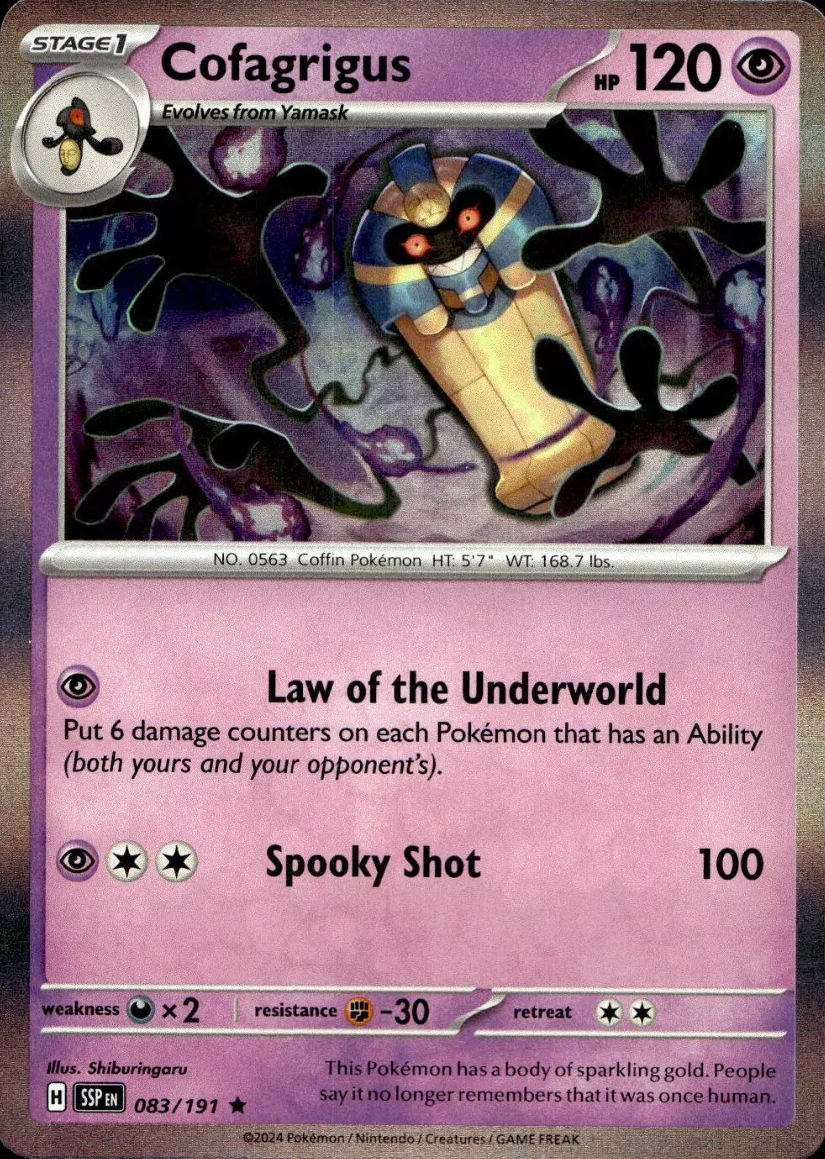 STAGE 1
Cofagrigus
HP 120
Evolves from Yamask
NO. 0563 Coffin Pokémon HT: 5'7" WT: 168.7 lbs.
Law of the Underworld
Put 6 damage counters on each Pokémon that has an Ability
(both yours and your opponent's).
Spooky Shot 100
weakness ×2 resistance -30 retreat
Illus. Shiburingaru
This Pokémon has a body of sparkling gold. People
say it no longer remembers that it was once human.
H SSP EN 083/191 ★
©2024 Pokémon / Nintendo / Creatures / GAME FREAK